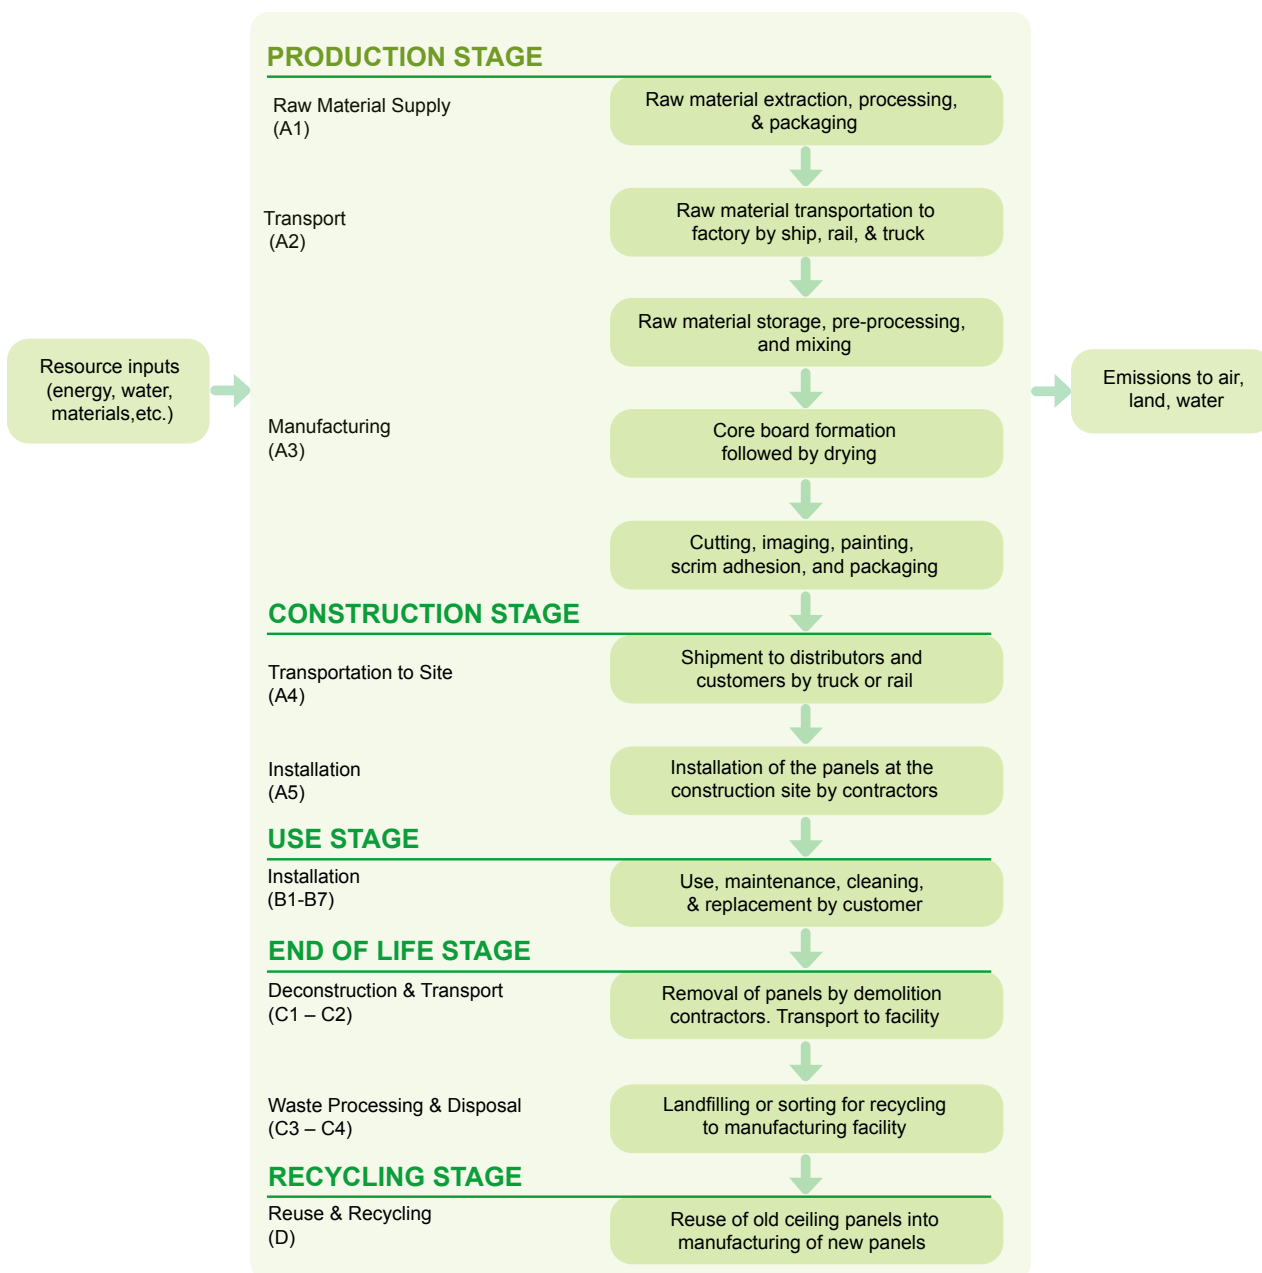 PRODUCTION STAGE
Raw Material Supply
(A1)
Raw material extraction, processing,
& packaging
Transport
(A2)
Raw material transportation to
factory by ship, rail, & truck
Raw material storage, pre-processing,
and mixing
Resource inputs
(energy, water,
materials,etc.)
Emissions to air,
land, water
Manufacturing
(A3)
Core board formation
followed by drying
Cutting, imaging, painting,
scrim adhesion, and packaging
CONSTRUCTION STAGE
Transportation to Site
(A4)
Shipment to distributors and
customers by truck or rail
Installation
(A5)
Installation of the panels at the
construction site by contractors
USE STAGE
Installation
(B1-B7)
Use, maintenance, cleaning,
& replacement by customer
END OF LIFE STAGE
Deconstruction & Transport
(C1 – C2)
Removal of panels by demolition
contractors. Transport to facility
Waste Processing & Disposal
(C3 – C4)
Landfilling or sorting for recycling
to manufacturing facility
RECYCLING STAGE
Reuse & Recycling
(D)
Reuse of old ceiling panels into
manufacturing of new panels